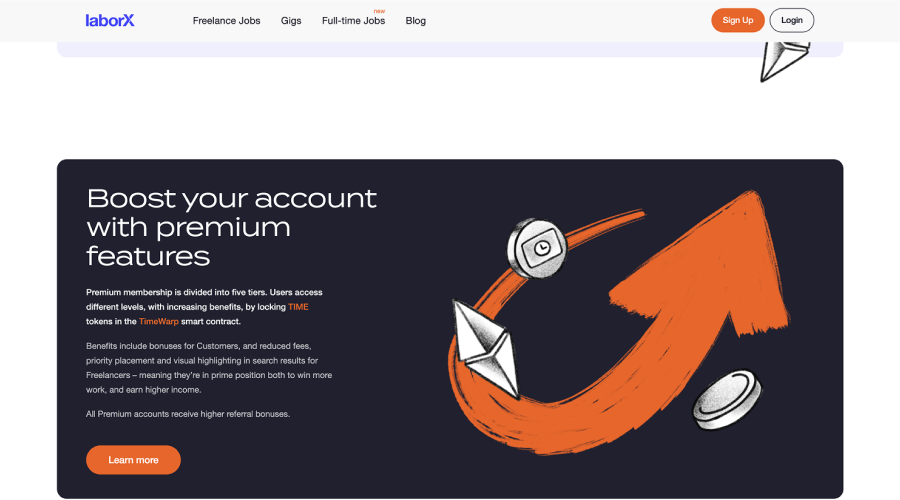 laborX
Freelance Jobs
Gigs
new
Full-time Jobs
Blog
Sign Up
Login
Boost your account
with premium
features
Premium membership is divided into five tiers. Users access
different levels, with increasing benefits, by locking TIME
tokens in the TimeWarp smart contract.
Benefits include bonuses for Customers, and reduced fees,
priority placement and visual highlighting in search results for
Freelancers – meaning they're in prime position both to win more
work, and earn higher income.
All Premium accounts receive higher referral bonuses.
Learn more